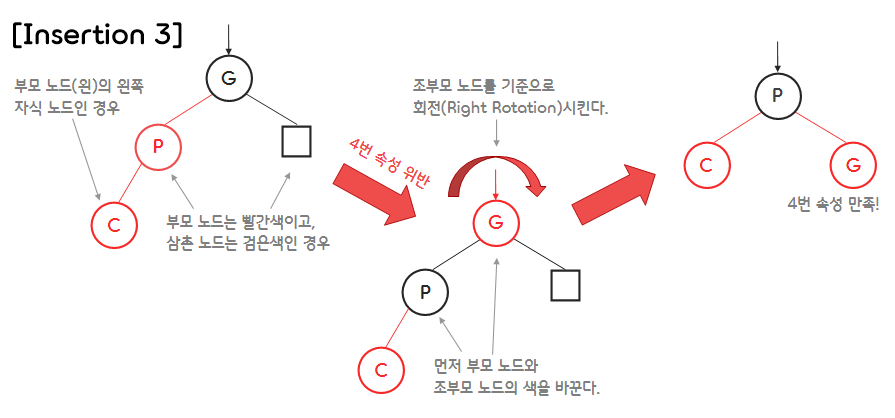 [Insertion 3]
부모 노드(왼)의 왼쪽
자식 노드인 경우
G
P
C
부모 노드는 빨간색이고,
삼촌 노드는 검은색인 경우
4번 속성 위반
조부모 노드를 기준으로
회전(Right Rotation)시킨다.
G
P
C
먼저 부모 노드와
조부모 노드의 색을 바꾼다.
P
C
G
4번 속성 만족!